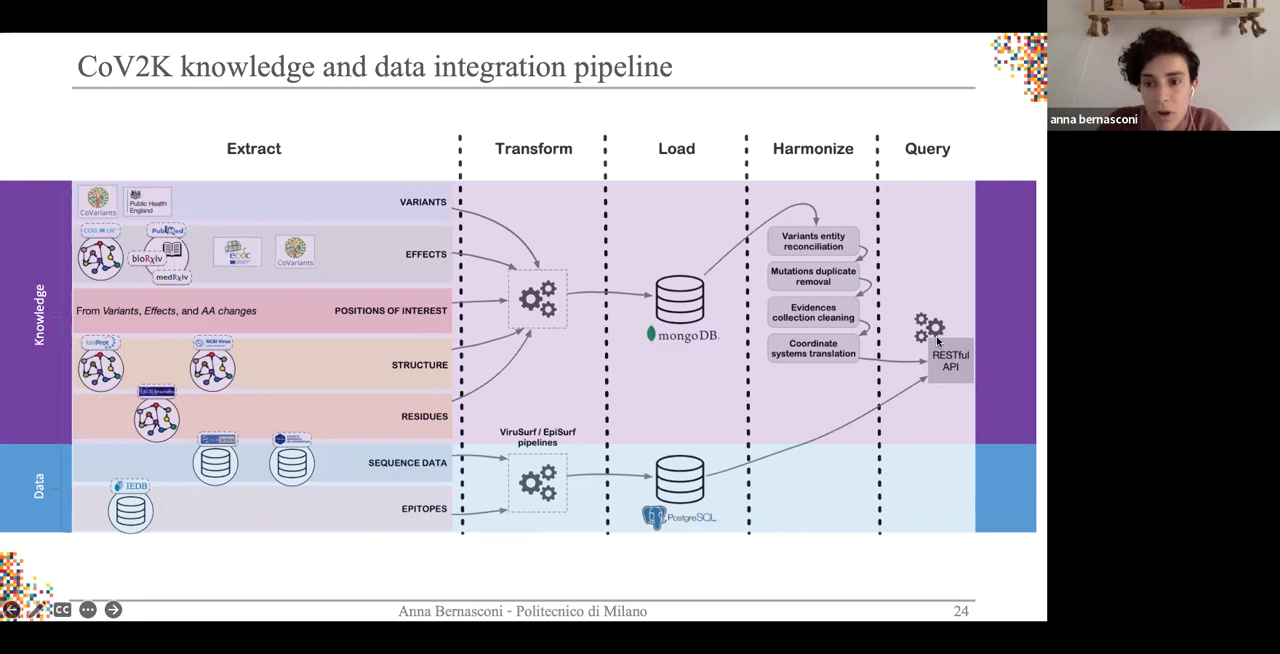 CoV2K knowledge and data integration pipeline
anna bernasconi
Extract
Transform
Load
Harmonize
Query
Knowledge
Data
CoVariants
Public Health
England
VARIANTS
PubMed
bioRxiv
medRxiv
ecdc
CoVariants
EFFECTS
From Variants, Effects, and AA changes
POSITIONS OF INTEREST
UniProt
NCBI Virus
STRUCTURE
RESIDUES
SEQUENCE DATA
IEDB
EPITOPES
ViruSurf / EpiSurf
pipelines
mongoDB.
PostgreSQL
Variants entity
reconciliation
Mutations duplicate
removal
Evidences
collection cleaning
Coordinate
systems translation
RESTful
API
CC
Anna Bernasconi - Politecnico di Milano
24